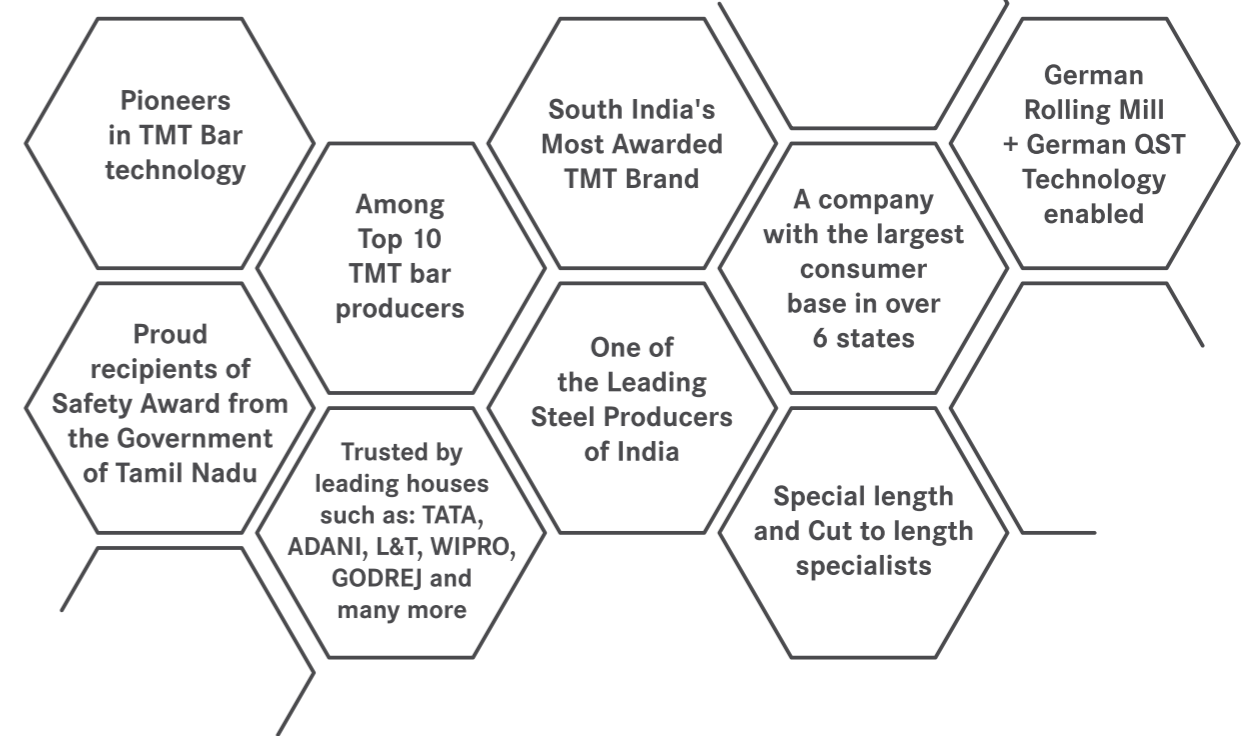 Pioneers
in TMT Bar
technology
Among
Top 10
TMT bar
producers
South India's
Most Awarded
TMT Brand
A company
with the largest
consumer
base in over
6 states
German
Rolling Mill
+ German QST
Technology
enabled
Proud
recipients of
Safety Award from
the Government
of Tamil Nadu
Trusted by
leading houses
such as: TATA,
ADANI, L&T, WIPRO,
GODREJ and
many more
One of
the Leading
Steel Producers
of India
Special length
and Cut to length
specialists